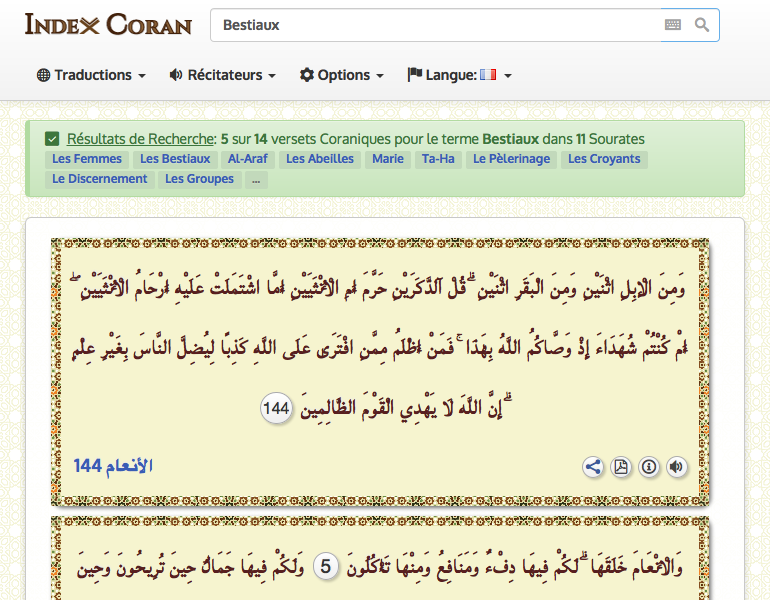 INDEX CORAN
Bestiaux
Traductions Récitateurs Options Langue:
Résultats de Recherche: 5 sur 14 versets Coraniques pour le terme Bestiaux dans 11 Sourates
Les Femmes Les Bestiaux Al-Araf Les Abeilles Marie Ta-Ha Le Pèlerinage Les Croyants
Le Discernement Les Groupes ...
وَمِنَ الْإِبِلِ اثْنَيْنِ وَمِنَ الْبَقَرِ اثْنَيْنِ ۗ قُلْ آلذَّكَرَيْنِ حَرَّمَ أَمِ الْأُنْثَيَيْنِ أَمَّا اشْتَمَلَتْ عَلَيْهِ أَرْحَامُ الْأُنْثَيَيْنِ ۖ
أَمْ كُنْتُمْ شُهَدَاءَ إِذْ وَصَّاكُمُ اللَّهُ بِهَٰذَا ۚ فَمَنْ أَظْلَمُ مِمَّنِ افْتَرَىٰ عَلَى اللَّهِ كَذِبًا لِيُضِلَّ النَّاسَ بِغَيْرِ عِلْمٍ
ۗ إِنَّ اللَّهَ لَا يَهْدِي الْقَوْمَ الظَّالِمِينَ 144
الأنعام 144
وَالْأَنْعَامَ خَلَقَهَا ۗ لَكُمْ فِيهَا دِفْءٌ وَمَنَافِعُ وَمِنْهَا تَأْكُلُونَ 5 وَلَكُمْ فِيهَا جَمَالٌ حِينَ تُرِيحُونَ وَحِينَ